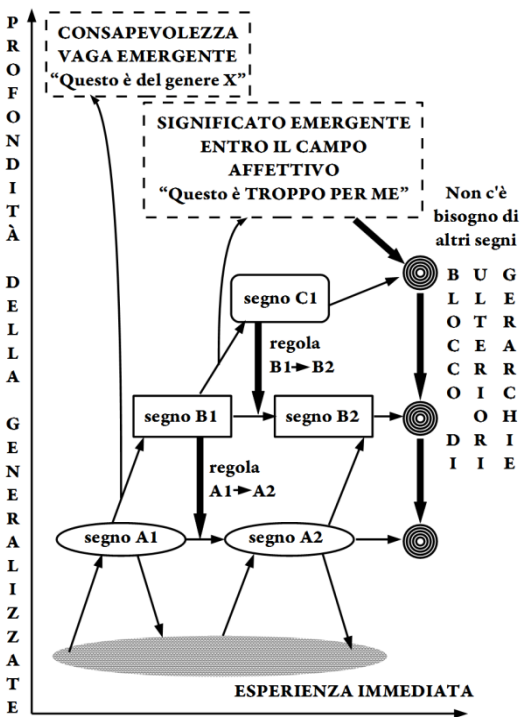 PROFONDITÀ DELLA GENERALIZZATE
CONSAPEVOLEZZA
VAGA EMERGENTE
“Questo è del genere X”
SIGNIFICATO EMERGENTE
ENTRO IL CAMPO
AFFETTIVO
“Questo è TROPPO PER ME”
Non c'è
bisogno di
altri segni
BLOCCO DI
ULTERIORI
GERARCHIE
segno C1
regola
B1→B2
segno B1
segno B2
regola
A1→A2
segno A1
segno A2
ESPERIENZA IMMEDIATA